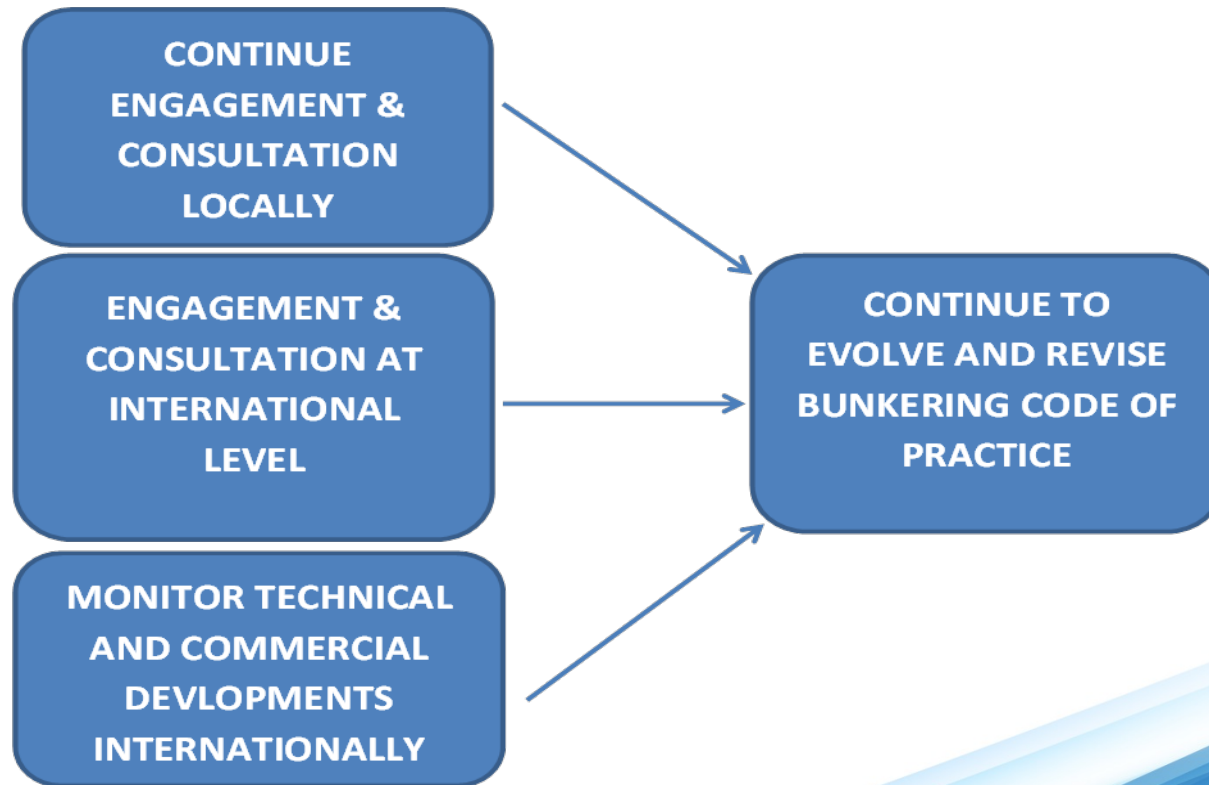 CONTINUE
ENGAGEMENT &
CONSULTATION
LOCALLY
ENGAGEMENT &
CONSULTATION AT
INTERNATIONAL
LEVEL
MONITOR TECHNICAL
AND COMMERCIAL
DEVLOPMENTS
INTERNATIONALLY
CONTINUE TO
EVOLVE AND REVISE
BUNKERING CODE OF
PRACTICE